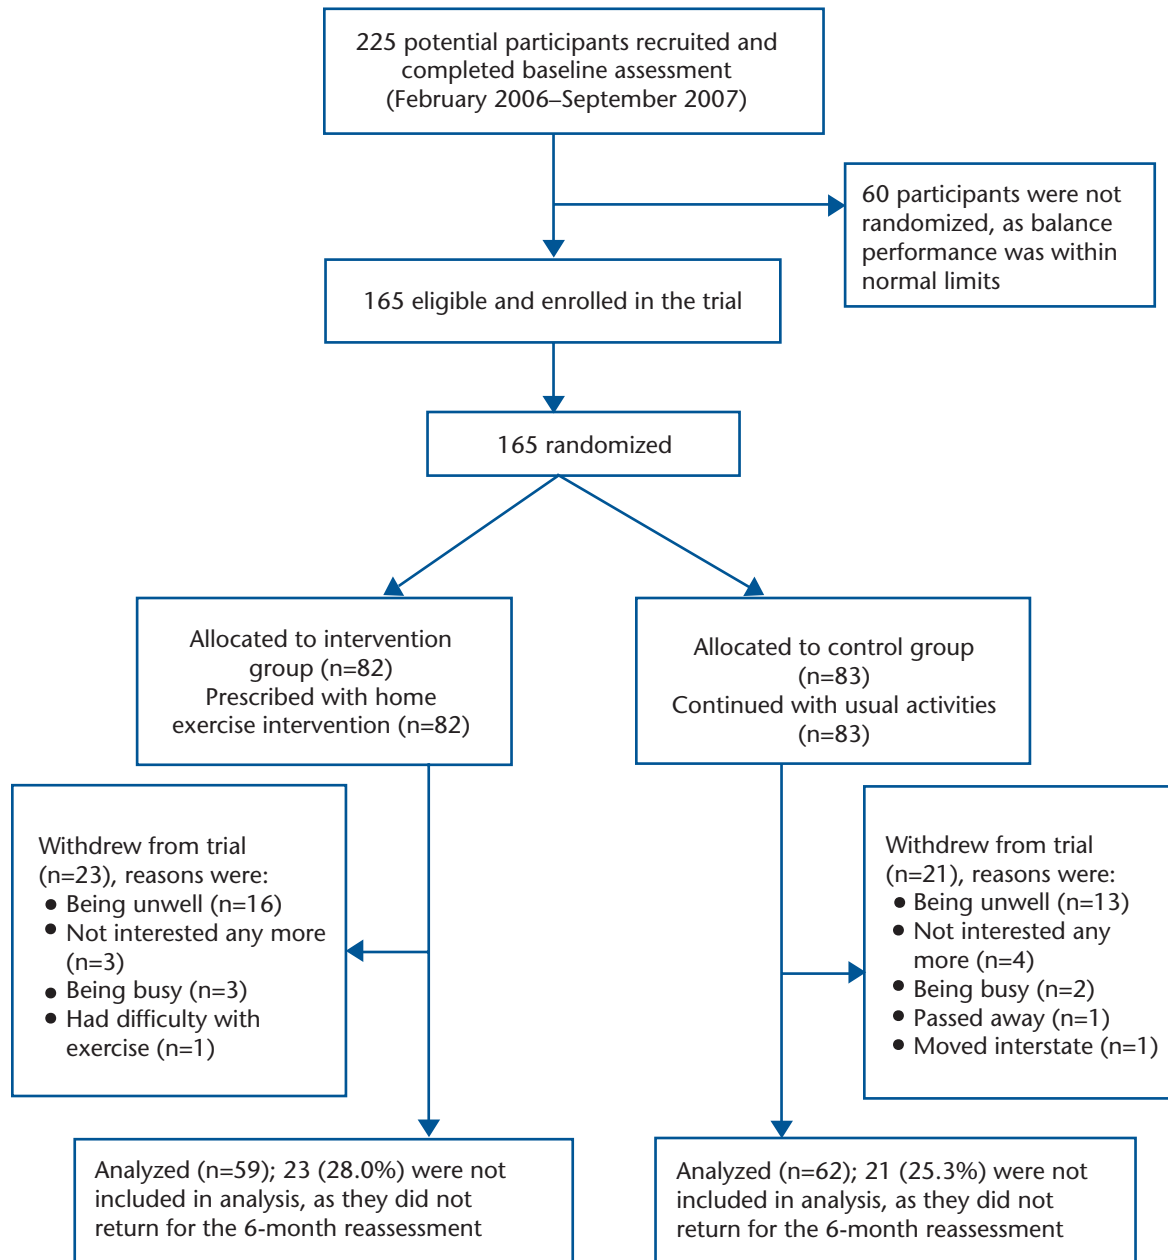 225 potential participants recruited and
completed baseline assessment
(February 2006–September 2007)
60 participants were not
randomized, as balance
performance was within
normal limits
165 eligible and enrolled in the trial
165 randomized
Allocated to intervention
group (n=82)
Prescribed with home
exercise intervention (n=82)
Allocated to control group
(n=83)
Continued with usual activities
(n=83)
Withdrew from trial
(n=23), reasons were:
• Being unwell (n=16)
• Not interested any more
(n=3)
• Being busy (n=3)
• Had difficulty with
exercise (n=1)
Withdrew from trial
(n=21), reasons were:
• Being unwell (n=13)
• Not interested any
more (n=4)
• Being busy (n=2)
• Passed away (n=1)
• Moved interstate (n=1)
Analyzed (n=59); 23 (28.0%) were not
included in analysis, as they did not
return for the 6-month reassessment
Analyzed (n=62); 21 (25.3%) were not
included in analysis, as they did not
return for the 6-month reassessment